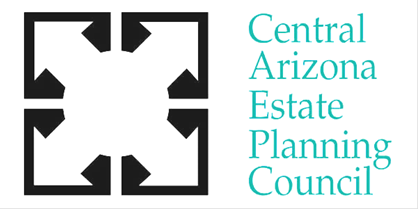 Central
Arizona
Estate
Planning
Council